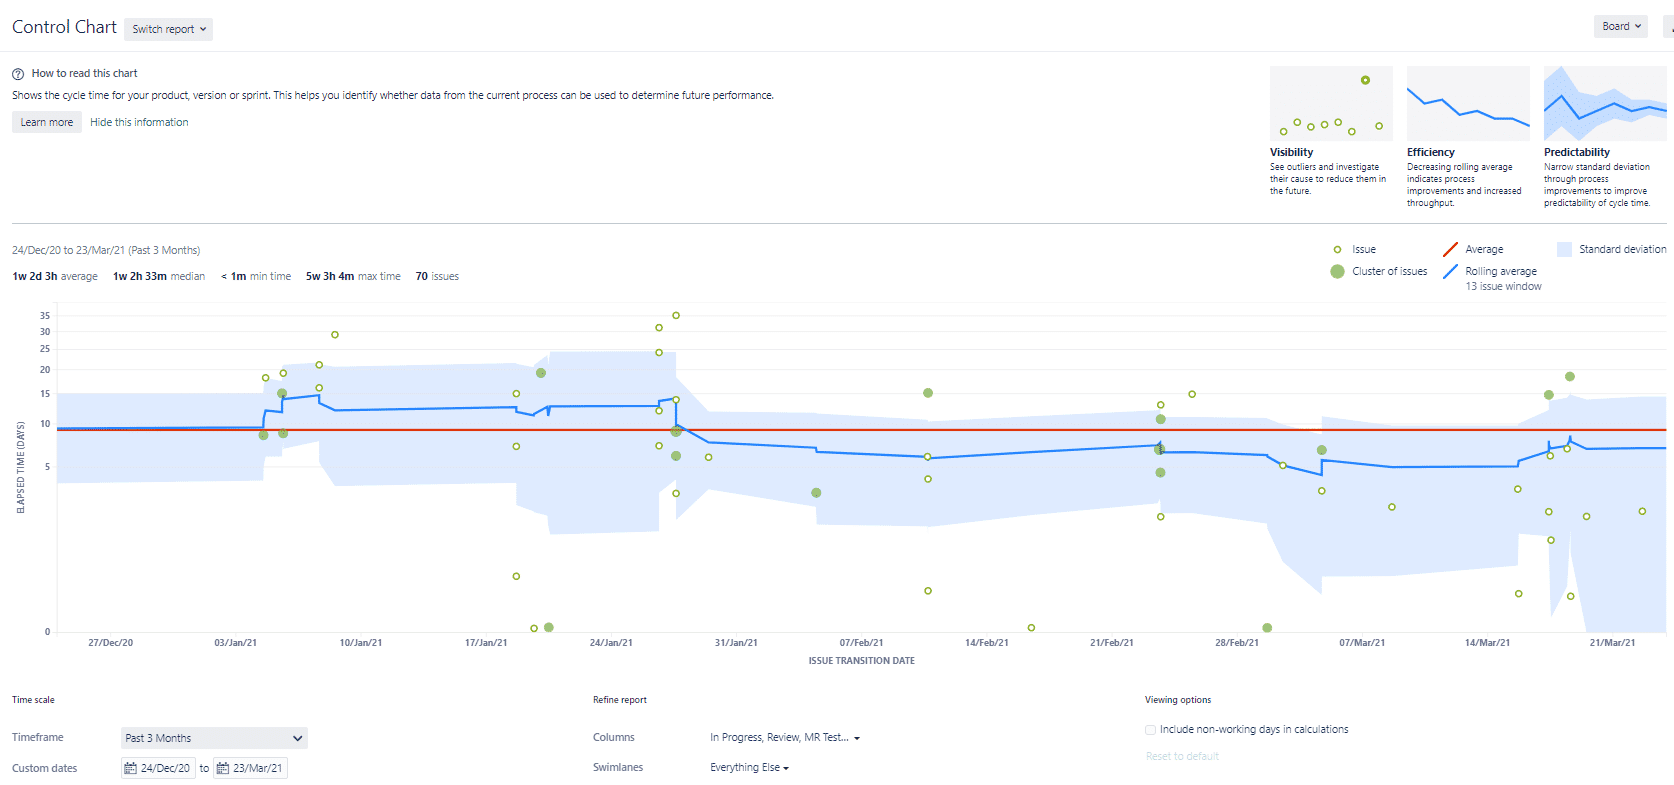 Control Chart
Switch report
Board
How to read this chart
Shows the cycle time for your product, version or sprint. This helps you identify whether data from the current process can be used to determine future performance.
Learn more
Hide this information
Visibility
See outliers and investigate
their cause to reduce them in
the future.
Efficiency
Decreasing rolling average
indicates process
improvements and increased
throughput.
Predictability
Narrow standard deviation
through process
improvements to improve
predictability of cycle time.
24/Dec/20 to 23/Mar/21 (Past 3 Months)
1w 2d 3h average 1w 2h 33m median < 1m min time 5w 3h 4m max time 70 issues
Issue
Cluster of issues
Average
Rolling average
13 issue window
Standard deviation
ELAPSED TIME (DAYS)
35
30
25
20
15
10
5
0
27/Dec/20 03/Jan/21 10/Jan/21 17/Jan/21 24/Jan/21 31/Jan/21 07/Feb/21 14/Feb/21 21/Feb/21 28/Feb/21 07/Mar/21 14/Mar/21 21/Mar/21
ISSUE TRANSITION DATE
Time scale
Timeframe Past 3 Months
Custom dates 24/Dec/20 to 23/Mar/21
Refine report
Columns In Progress, Review, MR Test...
Swimlanes Everything Else
Viewing options
Include non-working days in calculations
Reset to default